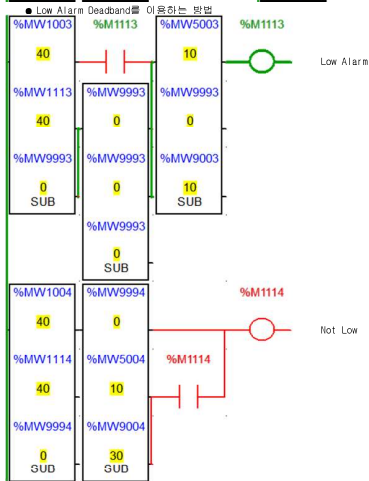 ● Low Alarm Deadband를 이용하는 방법
%MW1003 %M1113 %MW5003 %M1113
40 10 Low Alarm
%MW1113 %MW9993 %MW9993
40 0 0
%MW9993 %MW9993 %MW9003
0 0 10
SUB SUB
%MW9993
0
SUB
%MW1004 %MW9994 %M1114
40 0 Not Low
%MW1114 %MW5004 %M1114
40 10
%MW9994 %MW9004
0 30
SUB SUB